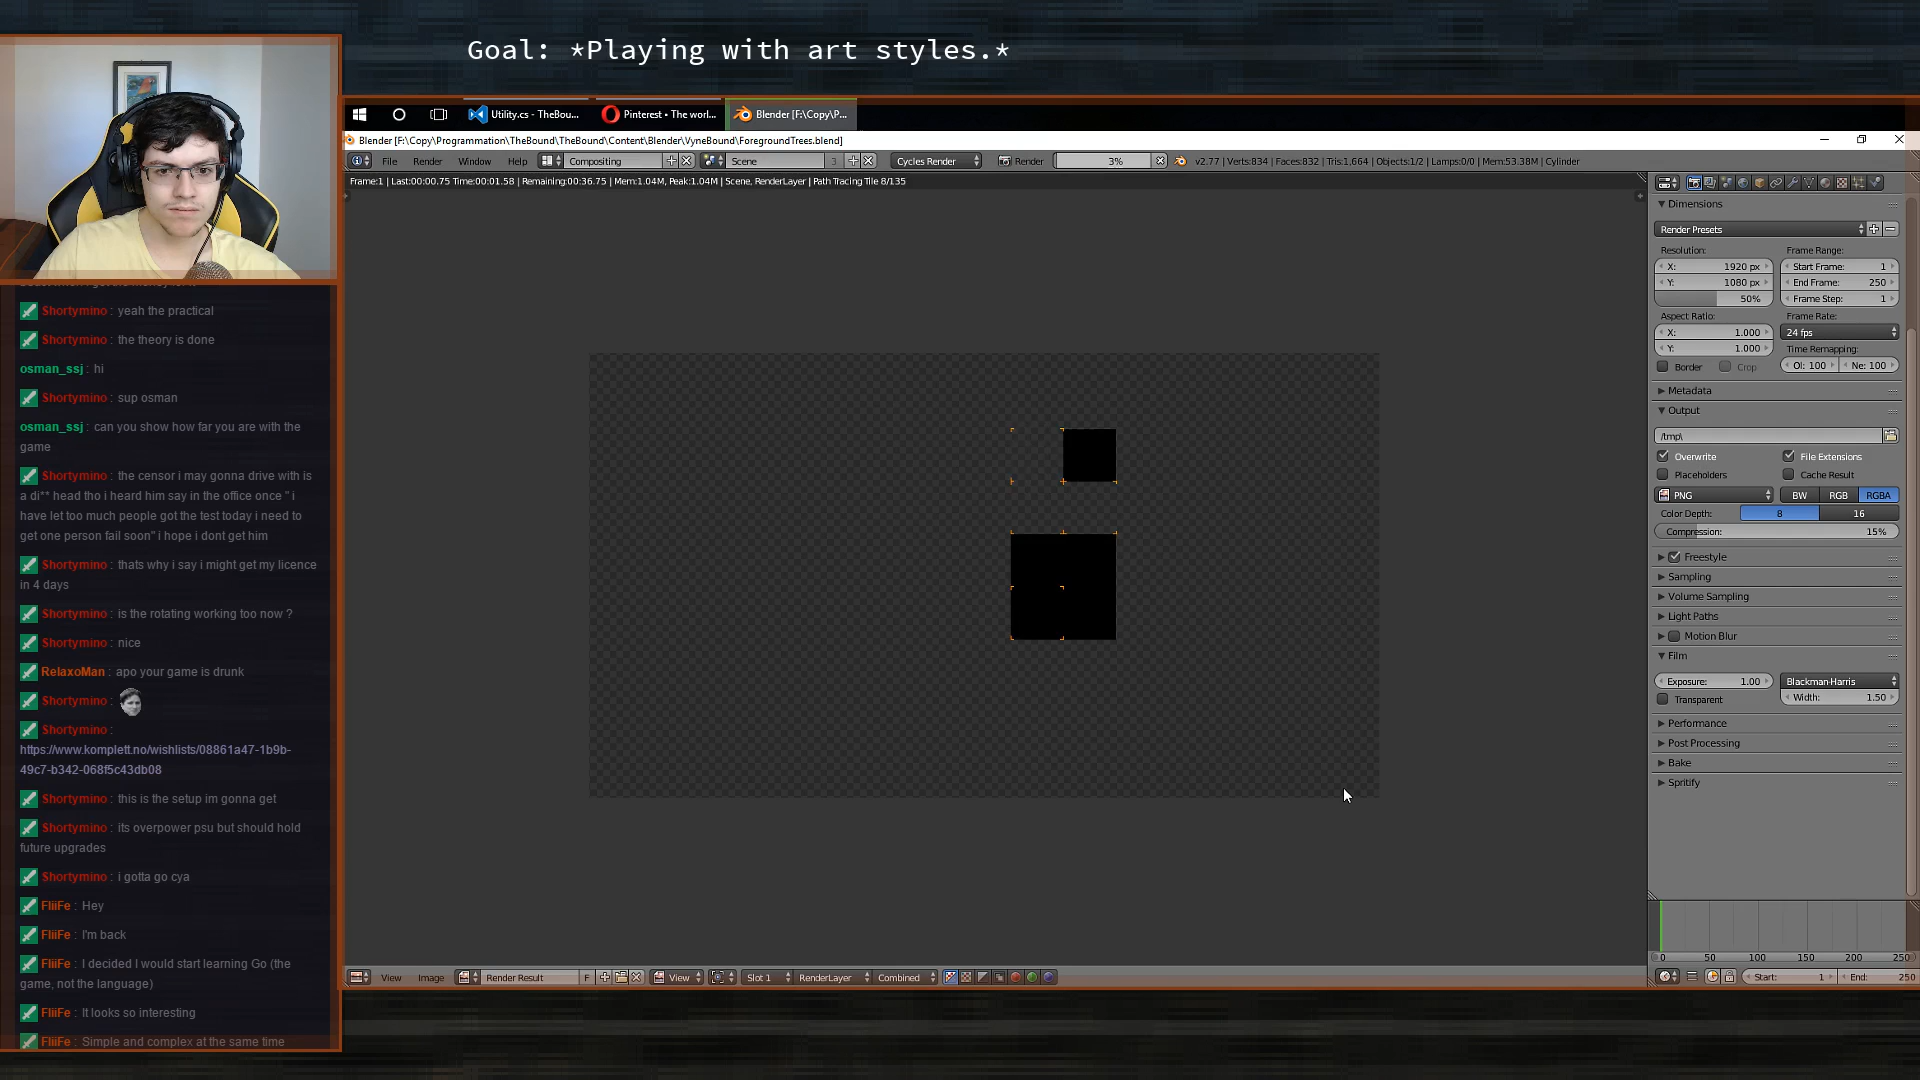 Goal: *Playing with art styles.*
Utility.cs - TheBou...
Pinterest • The worl...
Blender [F:\Copy\P...
Blender [F:\Copy\Programmation\TheBound\TheBound\Content\Blender\VyneBound\ForegroundTrees.blend]
File Render Window Help Compositing Scene 3 Cycles Render Render 3% v2.77 | Verts:834 | Faces:832 | Tris:1,664 | Objects:1/2 | Lamps:0/0 | Mem:53.38M | Cylinder
Frame:1 | Last:00:00.75 Time:00:01.58 | Remaining:00:36.75 | Mem:1.04M, Peak:1.04M | Scene, RenderLayer | Path Tracing Tile 8/135
Shortymino : yeah the practical
Shortymino : the theory is done
osman_ssj : hi
Shortymino : sup osman
osman_ssj : can you show how far you are with the
game
Shortymino : the censor i may gonna drive with is
a di** head tho i heard him say in the office once " i
have let too much people got the test today i need to
get one person fail soon" i hope i dont get him
Shortymino : thats why i say i might get my licence
in 4 days
Shortymino : is the rotating working too now ?
Shortymino : nice
RelaxoMan : apo your game is drunk
Shortymino :
Shortymino :
https://www.komplett.no/wishlists/08861a47-1b9b-
49c7-b342-068f5c43db08
Shortymino : this is the setup im gonna get
Shortymino : its overpower psu but should hold
future upgrades
Shortymino : i gotta go cya
FliiFe : Hey
FliiFe : I'm back
FliiFe : I decided I would start learning Go (the
game, not the language)
FliiFe : It looks so interesting
FliiFe : Simple and complex at the same time
Dimensions
Render Presets
Resolution: Frame Range:
X: 1920 px Start Frame: 1
Y: 1080 px End Frame: 250
50% Frame Step: 1
Aspect Ratio: Frame Rate:
X: 1.000 24 fps
Y: 1.000 Time Remapping:
Border Crop Ol: 100 Ne: 100
Metadata
Output
/tmp\
Overwrite File Extensions
Placeholders Cache Result
PNG BW RGB RGBA
Color Depth: 8 16
Compression: 15%
Freestyle
Sampling
Volume Sampling
Light Paths
Motion Blur
Film
Exposure: 1.00 Blackman-Harris
Transparent Width: 1.50
Performance
Post Processing
Bake
Spritify
0 50 100 150 200 250
Start: 1 End: 250
View Image Render Result F View Slot 1 RenderLayer Combined